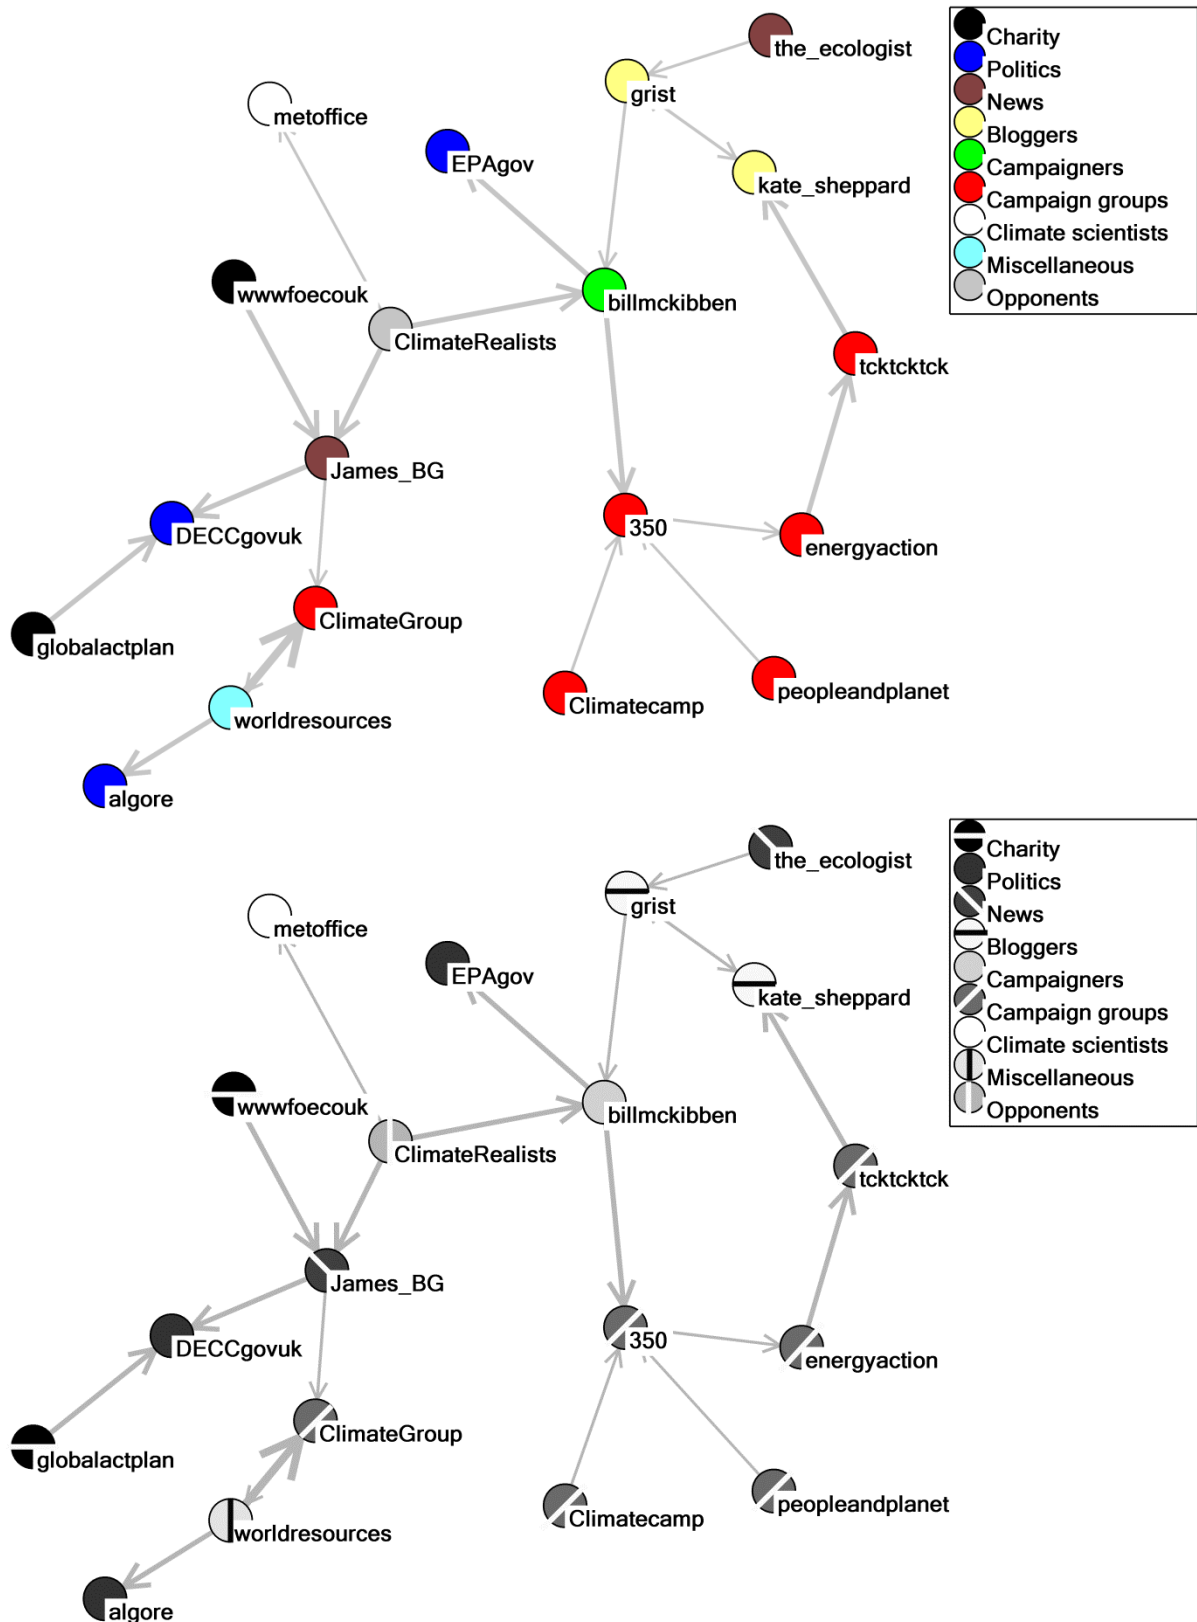 the_ecologist
grist
metoffice
EPAgov
kate_sheppard
wwwfoecouk
billmckibben
ClimateRealists
tcktcktck
James_BG
350
DECCgovuk
energyaction
ClimateGroup
globalactplan
peopleandplanet
Climatecamp
worldresources
algore
Charity
Politics
News
Bloggers
Campaigners
Campaign groups
Climate scientists
Miscellaneous
Opponents
the_ecologist
grist
metoffice
EPAgov
kate_sheppard
wwwfoecouk
billmckibben
ClimateRealists
tcktcktck
James_BG
350
DECCgovuk
energyaction
ClimateGroup
globalactplan
peopleandplanet
Climatecamp
worldresources
algore
Charity
Politics
News
Bloggers
Campaigners
Campaign groups
Climate scientists
Miscellaneous
Opponents